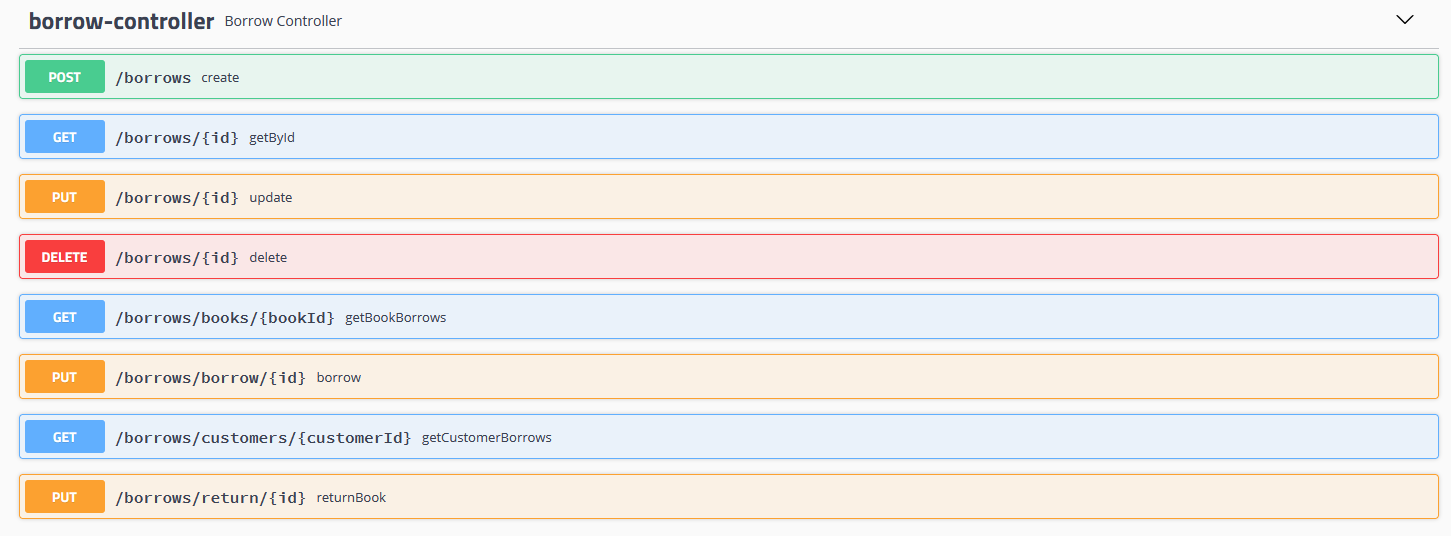 borrow-controller Borrow Controller
POST /borrows create
GET /borrows/{id} getById
PUT /borrows/{id} update
DELETE /borrows/{id} delete
GET /borrows/books/{bookId} getBookBorrows
PUT /borrows/borrow/{id} borrow
GET /borrows/customers/{customerId} getCustomerBorrows
PUT /borrows/return/{id} returnBook